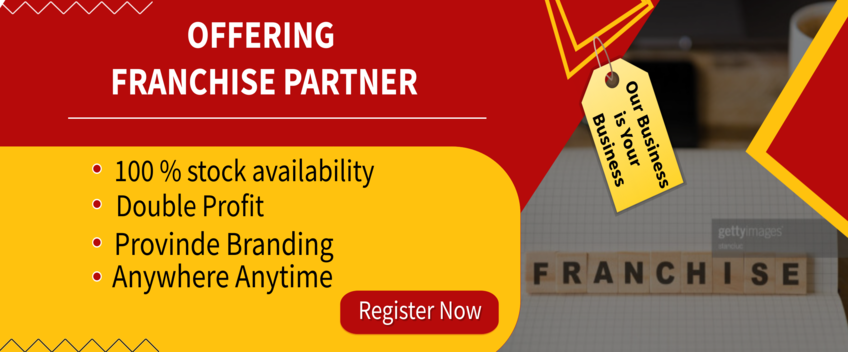 OFFERING
FRANCHISE PARTNER
100 % stock availability
Double Profit
Provinde Branding
Anywhere Anytime
Register Now
Our Business
is Your
Business
gettyimages
FRANCHISE